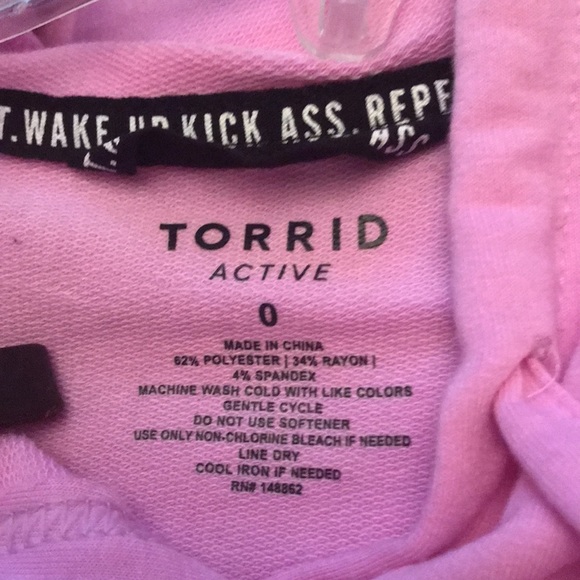 T. WAKE UP KICK ASS. REPE
TORRID
ACTIVE
0
MADE IN CHINA
62% POLYESTER | 34% RAYON |
4% SPANDEX
MACHINE WASH COLD WITH LIKE COLORS
GENTLE CYCLE
DO NOT USE SOFTENER
USE ONLY NON-CHLORINE BLEACH IF NEEDED
LINE DRY
COOL IRON IF NEEDED
RN# 148862